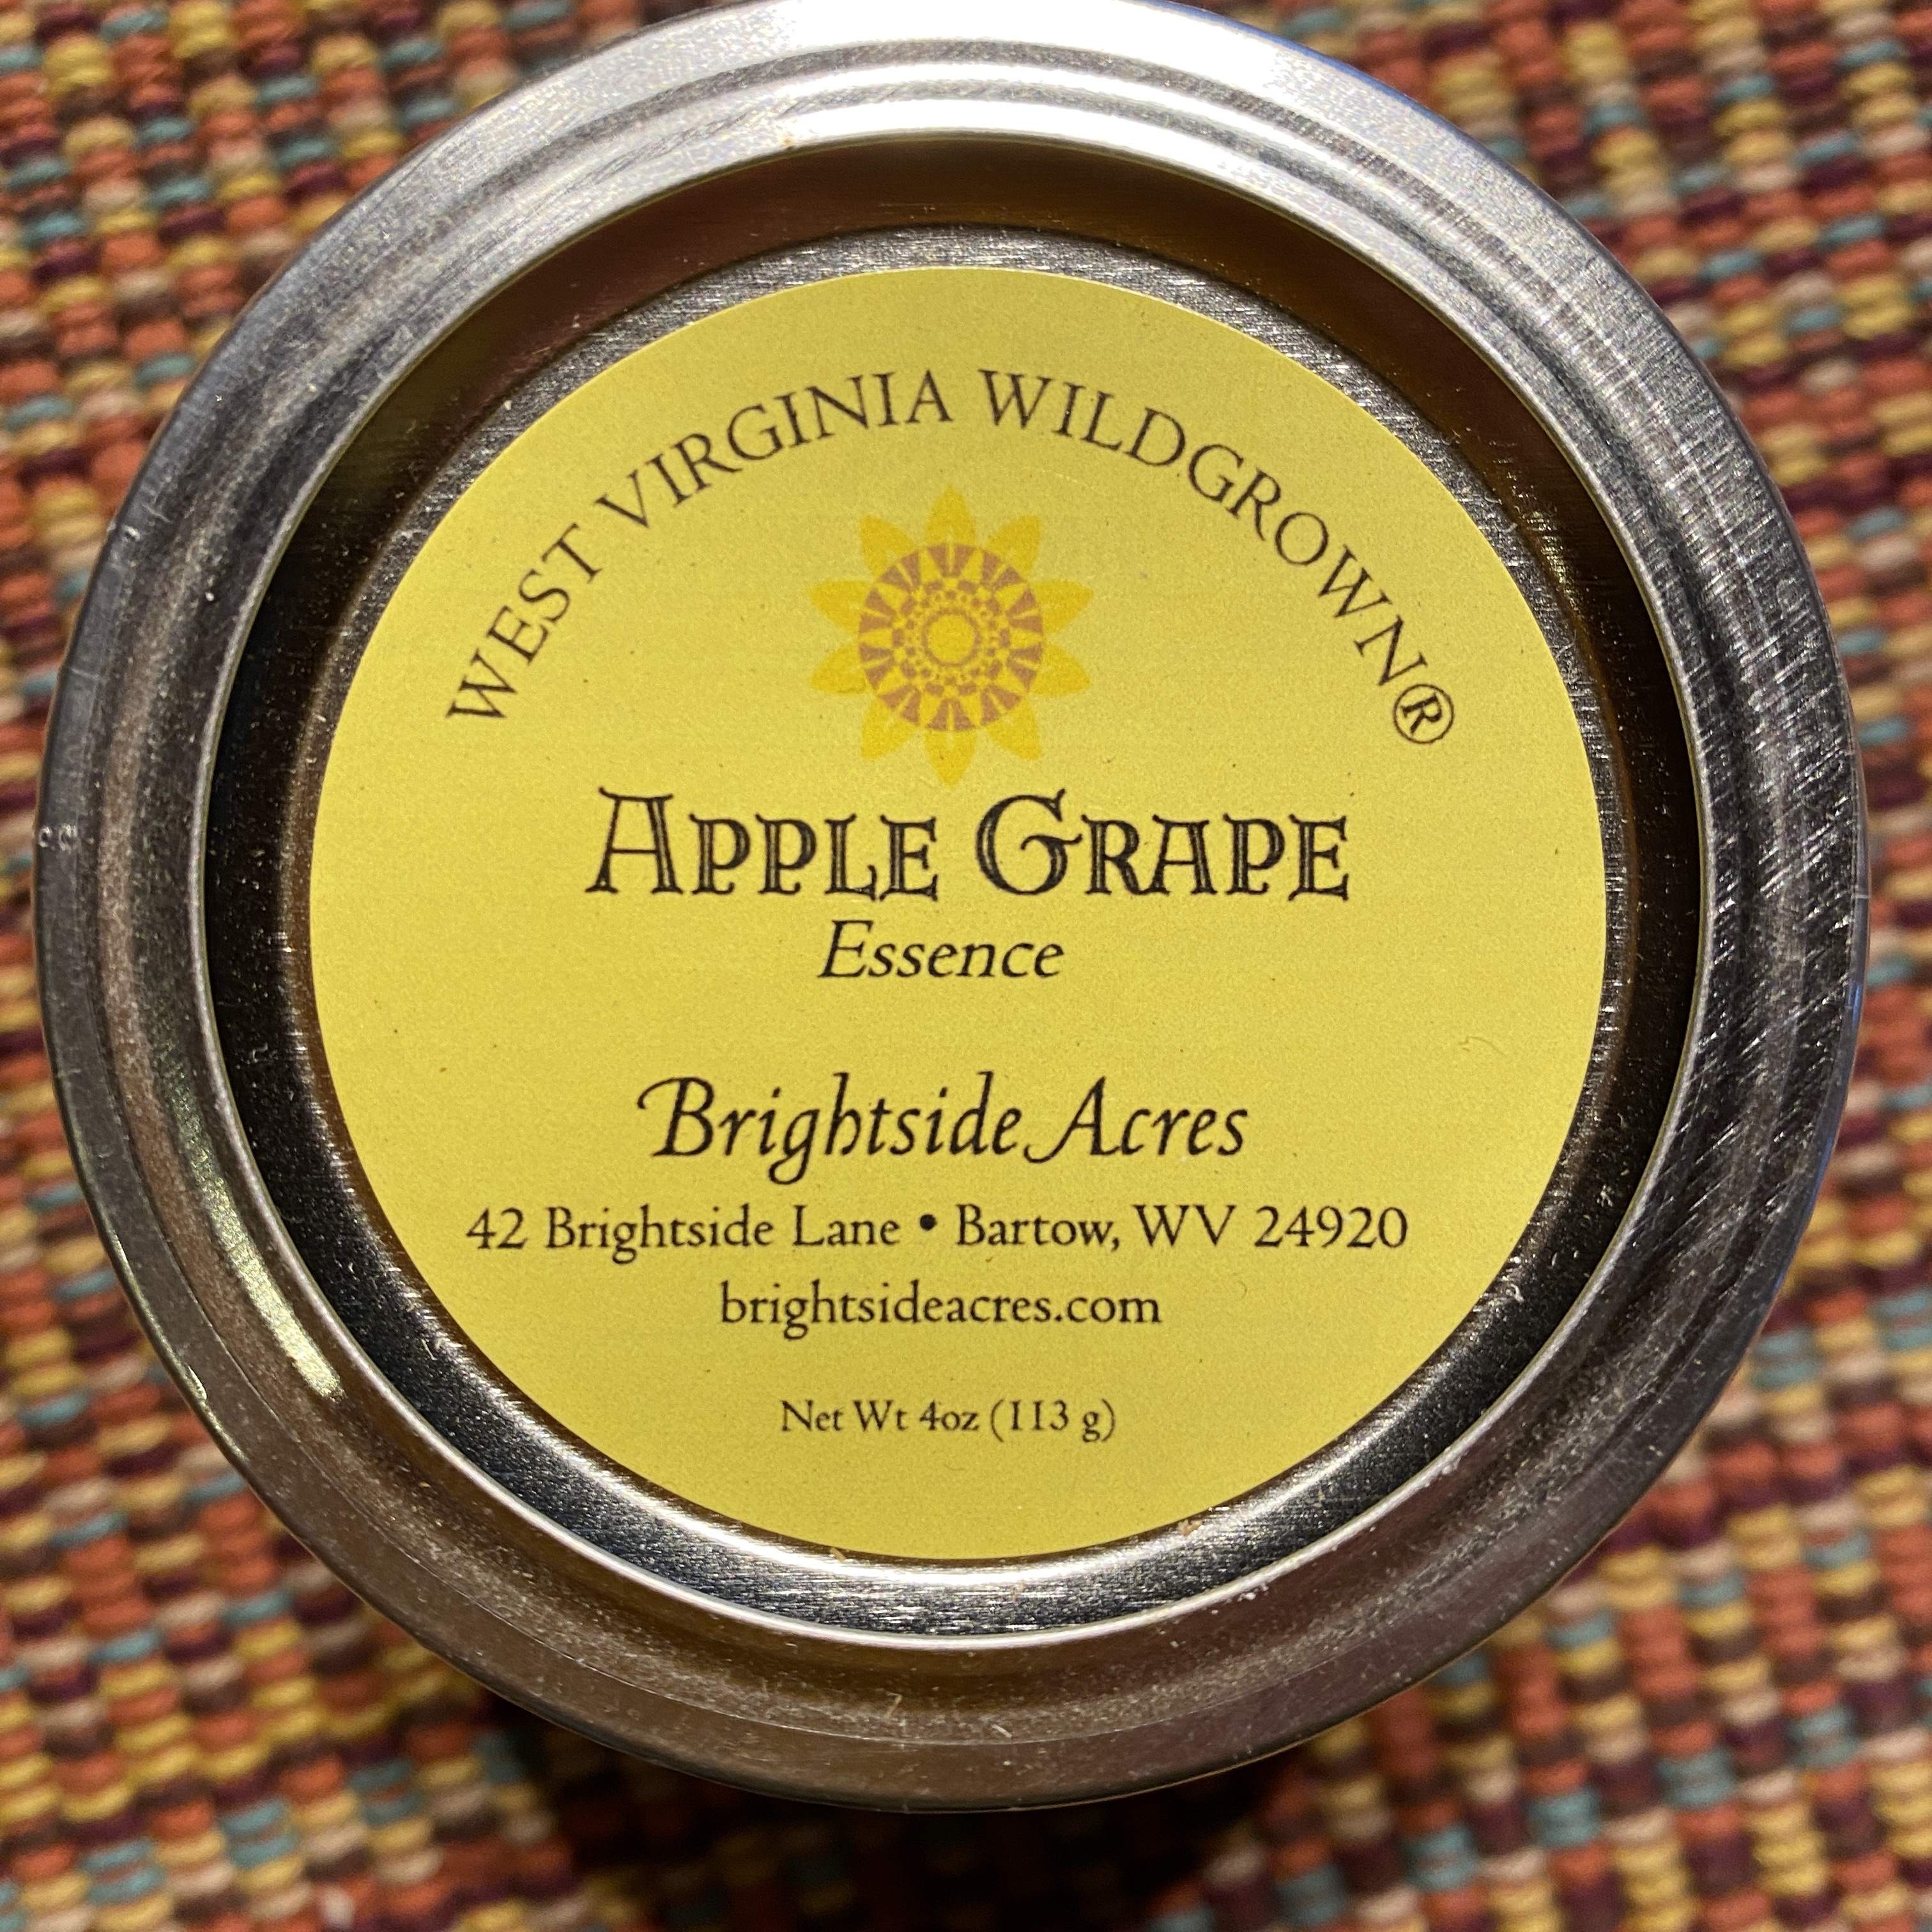 WEST VIRGINIA WILDGROWN®
APPLE GRAPE
Essence
Brightside Acres
42 Brightside Lane • Bartow, WV 24920
brightsideacres.com
Net Wt 4oz (113 g)